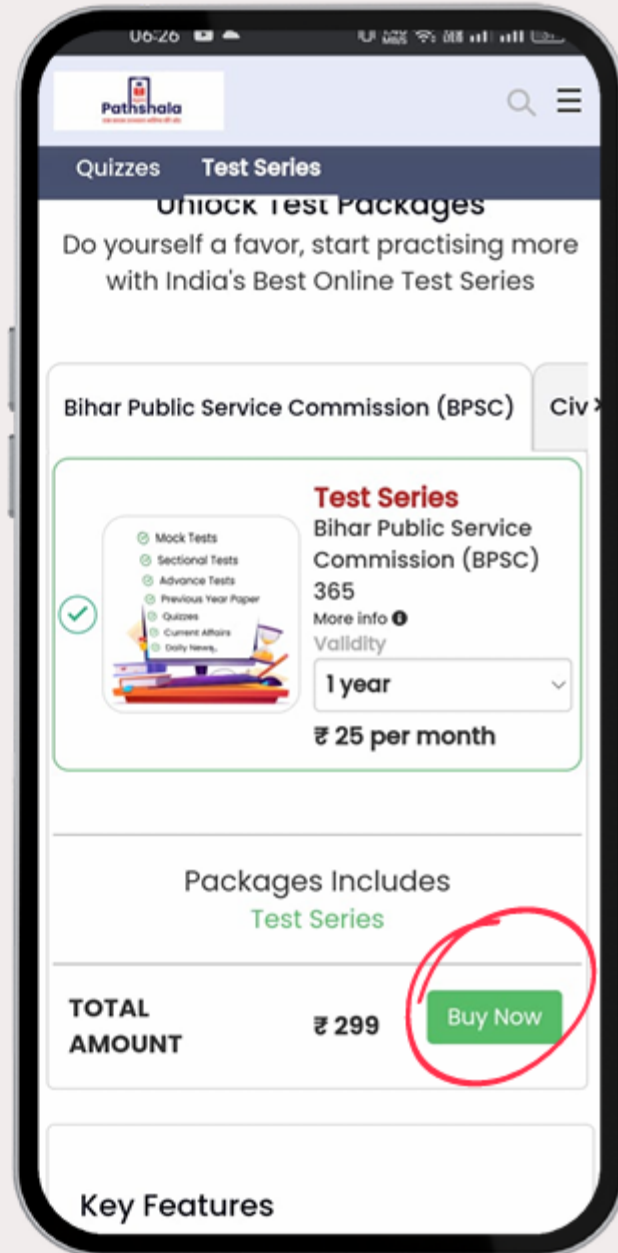 06:26
Pathshala
Quizzes Test Series
Unlock Test Packages
Do yourself a favor, start practising more
with India's Best Online Test Series
Bihar Public Service Commission (BPSC) Civ
Mock Tests
Sectional Tests
Advance Tests
Previous Year Paper
Quizzes
Current Affairs
Daily News,
Test Series
Bihar Public Service
Commission (BPSC)
365
More info
Validity
1 year
₹ 25 per month
Packages Includes
Test Series
TOTAL
AMOUNT
₹ 299
Buy Now
Key Features